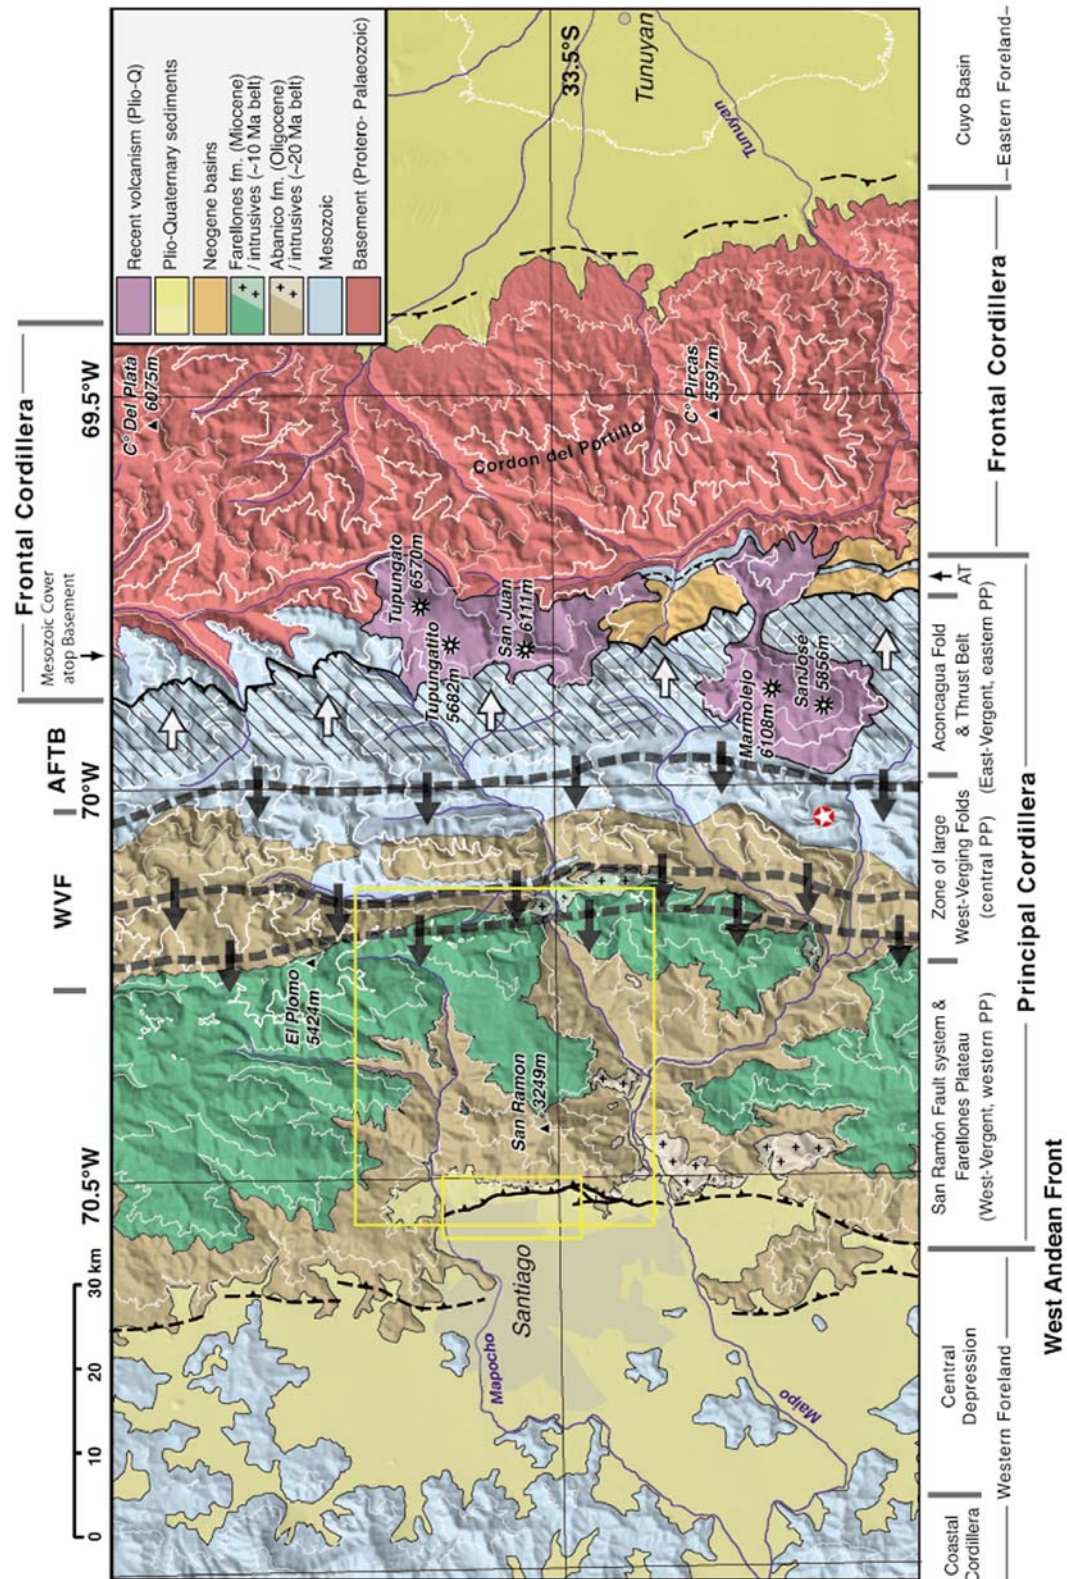 Recent volcanism (Plio-Q)
Plio-Quaternary sediments
Neogene basins
Farellones fm. (Miocene)
/ intrusives (~10 Ma belt)
Abanico fm. (Oligocene)
/ intrusives (~20 Ma belt)
Mesozoic
Basement (Protero- Palaeozoic)
Frontal Cordillera
Mesozoic Cover
atop Basement
AFTB
WVF
69.5°W
70°W
70.5°W
33.5°S
30 km
20
10
0
C° Del Plata
6075m
Cordon del Portillo
C° Pircas
5597m
Tupungato
6570m
Tupungatito
5682m
San Juan
6111m
Marmolejo
6108m
SanJosé
5856m
El Plomo
5424m
San Ramon
3249m
Santiago
Mapocho
Maipo
Tunuyan
Tunuyan
Coastal
Cordillera
Central
Depression
Western Foreland
West Andean Front
San Ramón Fault system &
Farellones Plateau
(West-Vergent, western PP)
Zone of large
West-Verging Folds
(central PP)
Aconcagua Fold
& Thrust Belt
(East-Vergent, eastern PP)
AT
Principal Cordillera
Frontal Cordillera
Cuyo Basin
Eastern Foreland